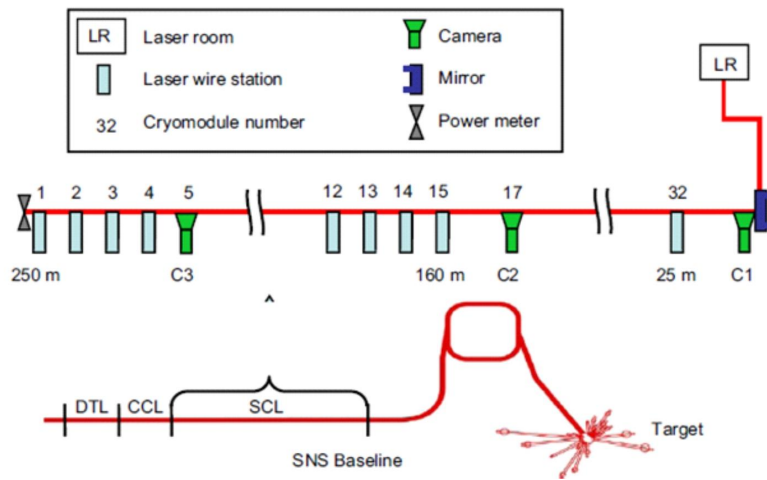 LR Laser room Camera
Laser wire station Mirror
32 Cryomodule number Power meter
LR
1 2 3 4 5 12 13 14 15 17 32
250 m C3 160 m C2 25 m C1
DTL CCL SCL
Target
SNS Baseline